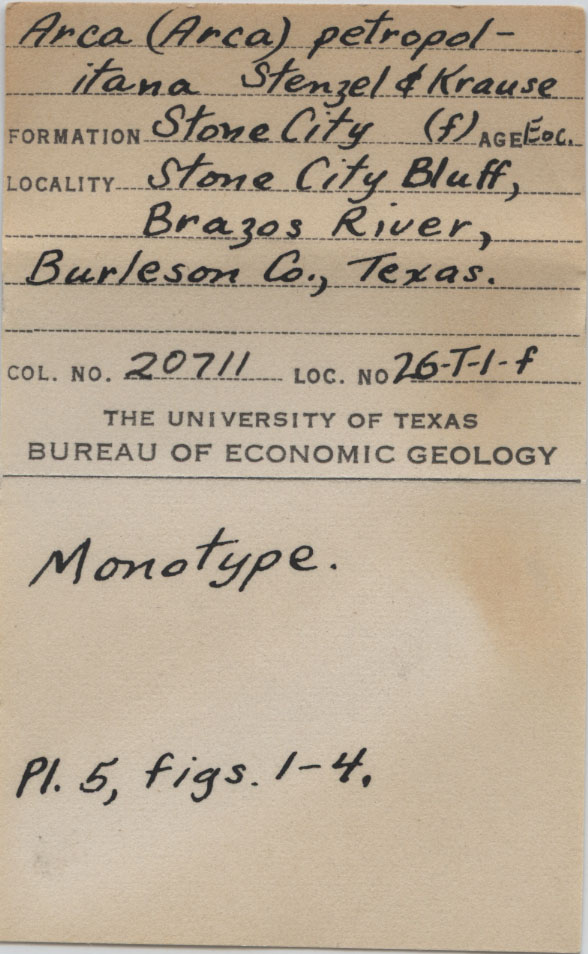 Arca (Arca) petropol-
itana Stenzel & Krause
FORMATION Stone City (f) AGE Eoc.
LOCALITY Stone City Bluff,
Brazos River,
Burleson Co., Texas.
COL. NO. 20711 LOC. NO 26-T-1-f
THE UNIVERSITY OF TEXAS
BUREAU OF ECONOMIC GEOLOGY
Monotype.
Pl. 5, figs. 1-4.